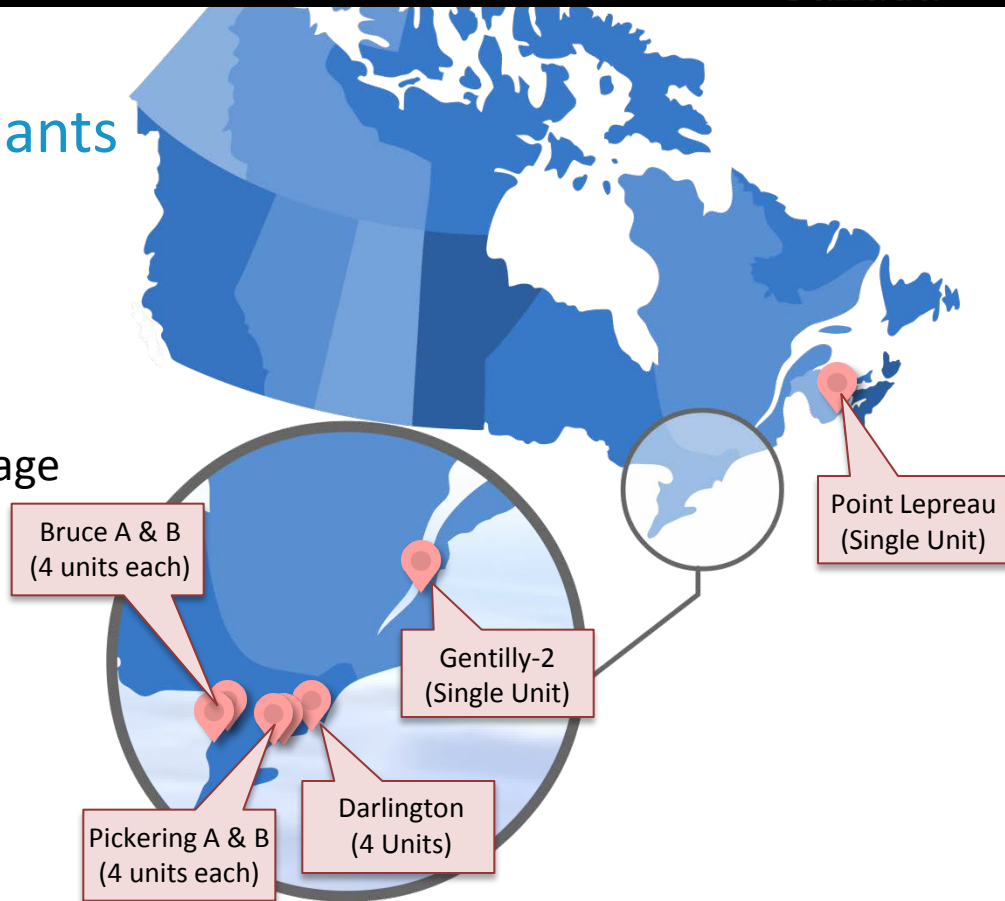 ants
age
Bruce A & B
(4 units each)
Point Lepreau
(Single Unit)
Gentilly-2
(Single Unit)
Darlington
(4 Units)
Pickering A & B
(4 units each)